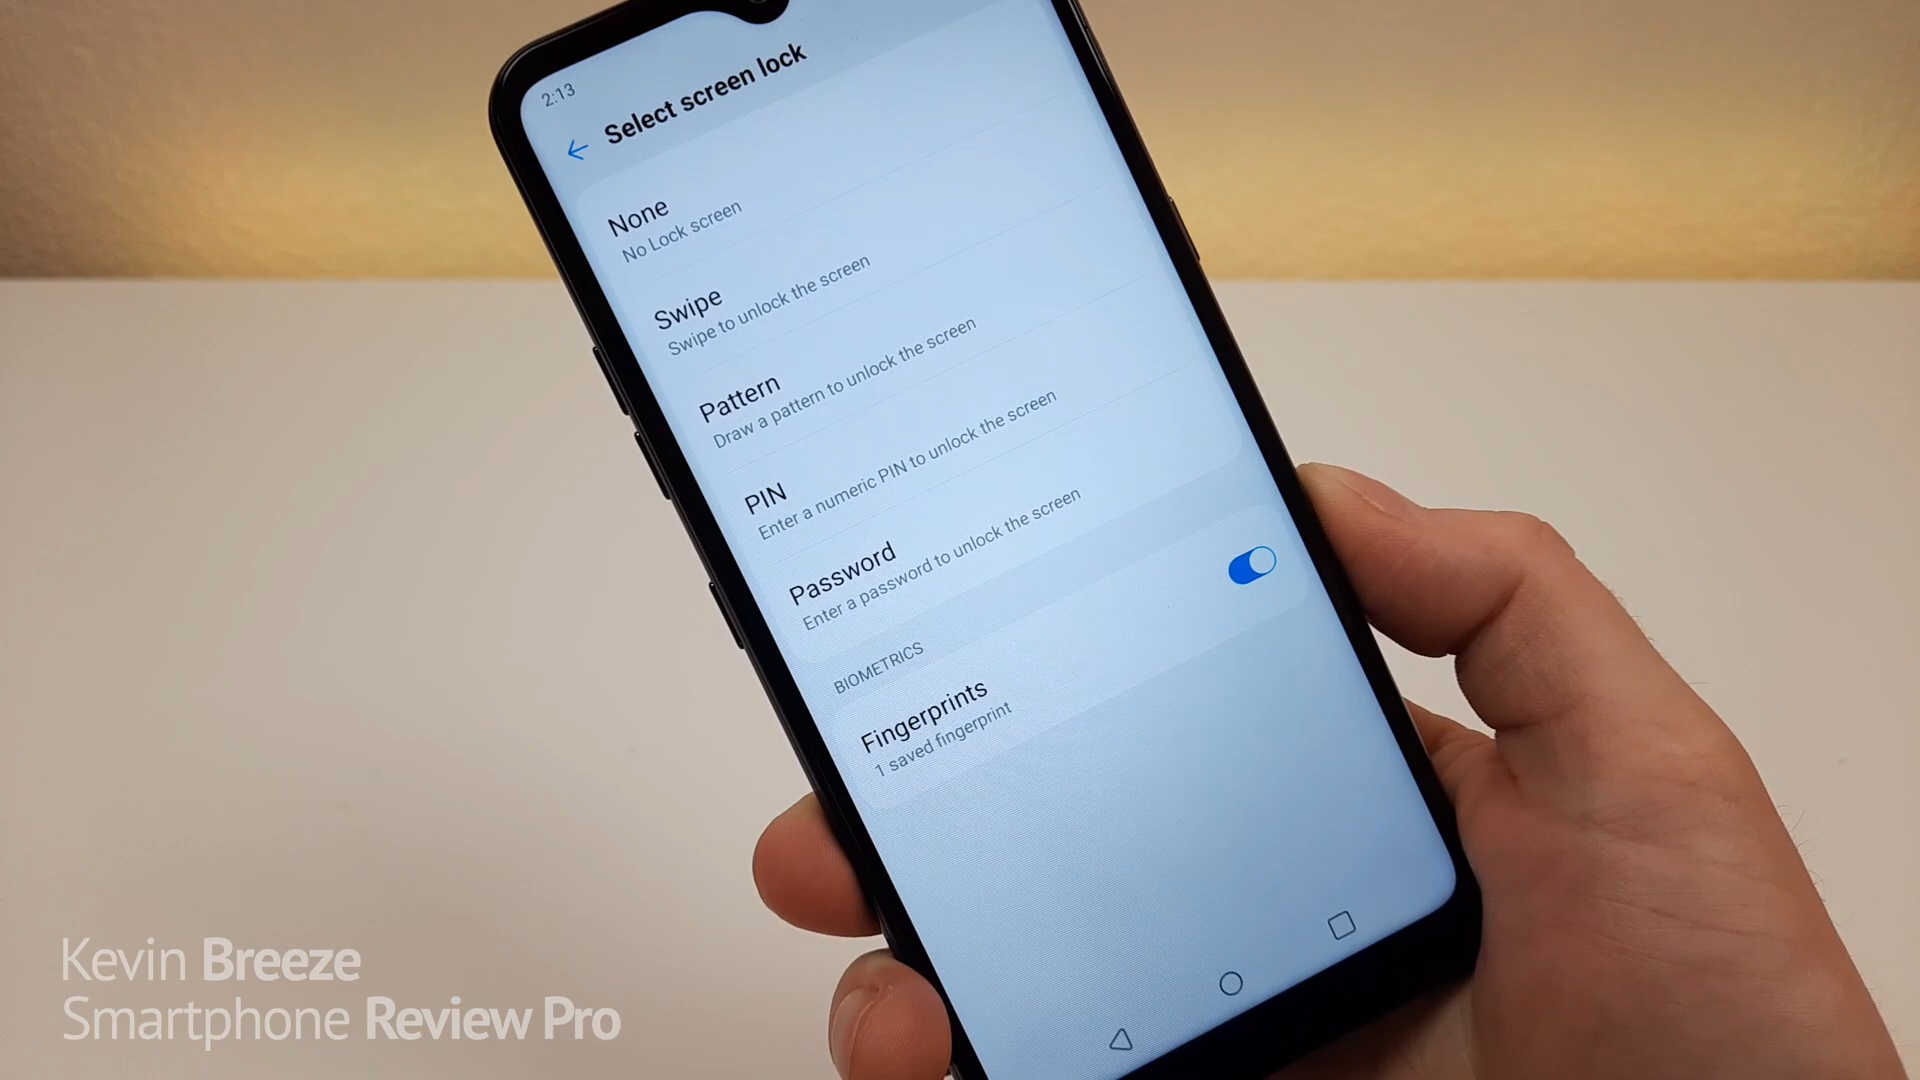 2:13
Select screen lock
None
No Lock screen
Swipe
Swipe to unlock the screen
Pattern
Draw a pattern to unlock the screen
PIN
Enter a numeric PIN to unlock the screen
Password
Enter a password to unlock the screen
BIOMETRICS
Fingerprints
1 saved fingerprint
Kevin Breeze
Smartphone Review Pro